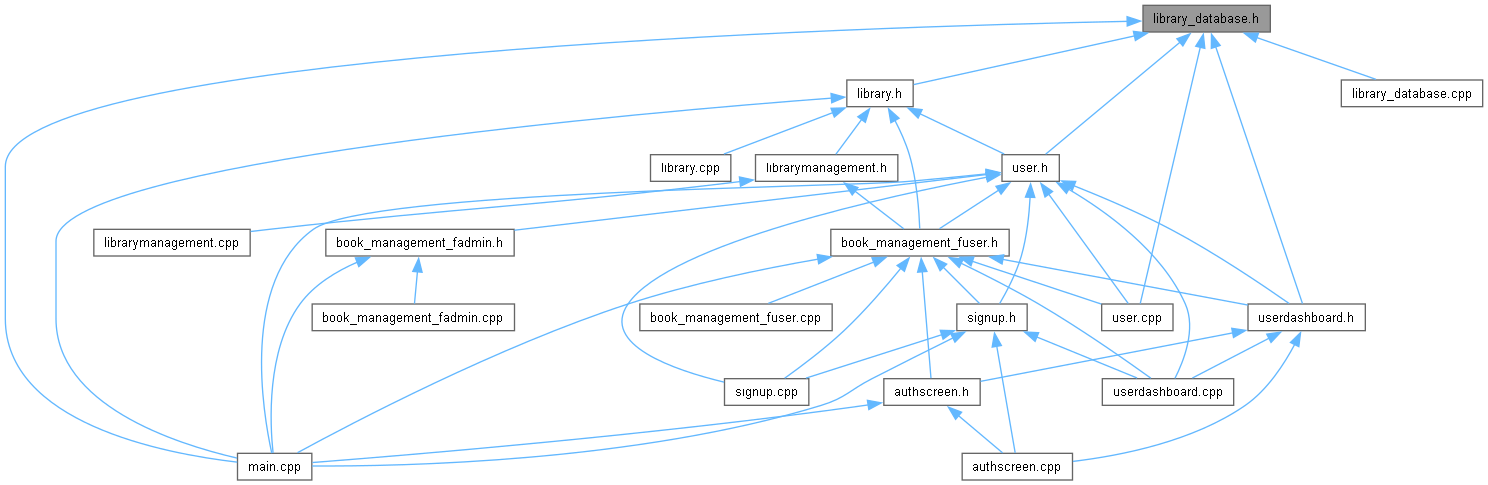 library_database.h
library.h
library_database.cpp
library.cpp
librarymanagement.h
user.h
librarymanagement.cpp
book_management_fadmin.h
book_management_fuser.h
book_management_fadmin.cpp
book_management_fuser.cpp
signup.h
user.cpp
userdashboard.h
signup.cpp
authscreen.h
userdashboard.cpp
main.cpp
authscreen.cpp